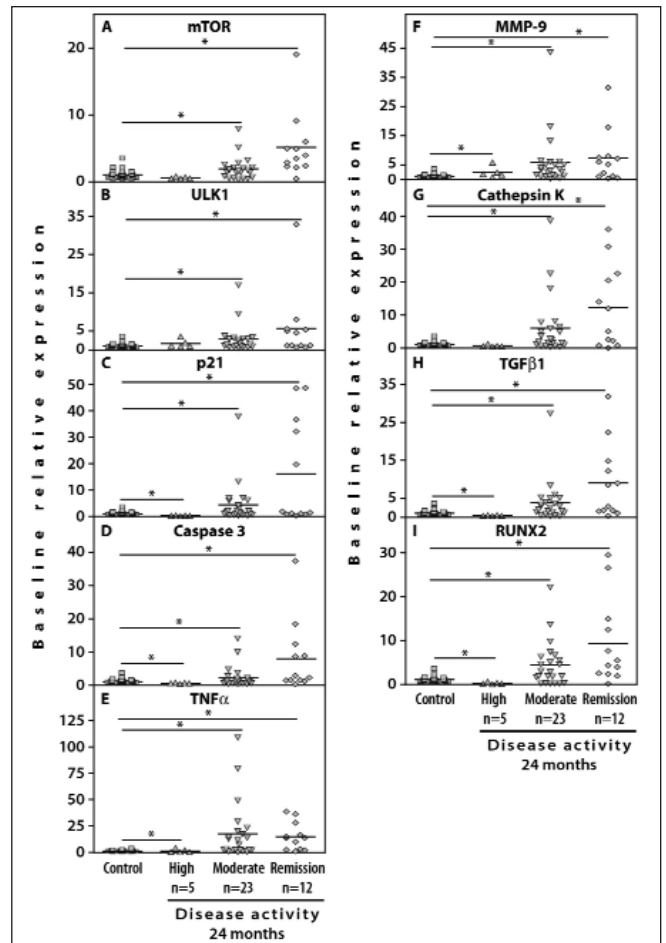 Baseline relative expression
A
mTOR
*
*
20
10
0
B
ULK1
*
*
35
25
15
5
0
C
p21
*
*
*
50
40
30
20
10
0
D
Caspase 3
*
*
*
40
30
20
10
0
E
TNFα
*
*
*
125
100
75
50
25
0
Control High Moderate Remission
n=5 n=23 n=12
Disease activity
24 months
Baseline relative expression
F
MMP-9
*
*
*
45
35
25
15
5
0
G
Cathepsin K
*
*
40
30
20
10
0
H
TGFβ1
*
*
*
35
25
15
5
0
I
RUNX2
*
*
*
30
20
10
0
Control High Moderate Remission
n=5 n=23 n=12
Disease activity
24 months